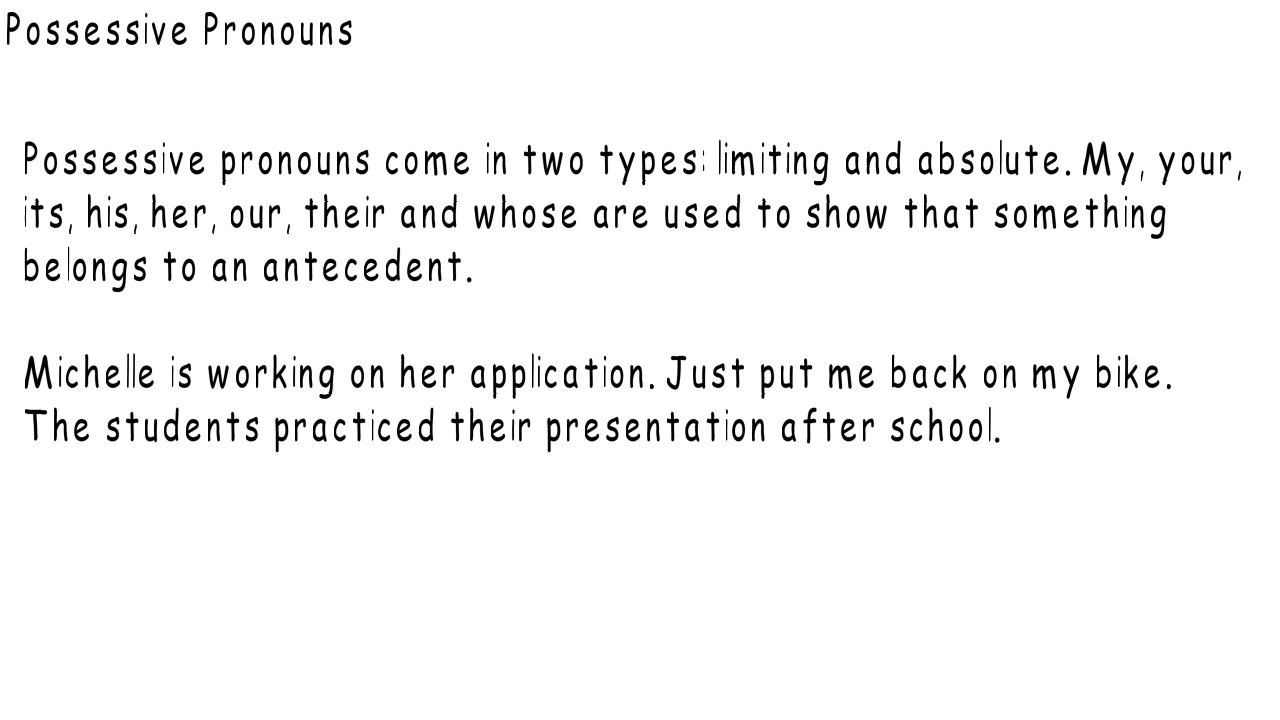 Possessive Pronouns
Possessive pronouns come in two types: limiting and absolute. My, your,
its, his, her, our, their and whose are used to show that something
belongs to an antecedent.
Michelle is working on her application. Just put me back on my bike.
The students practiced their presentation after school.